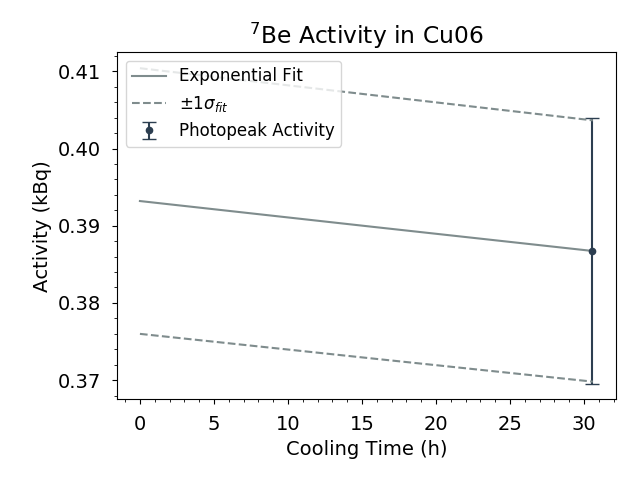 ⁷Be Activity in Cu06
Exponential Fit
±1σ_fit
Photopeak Activity
Activity (kBq)
0.41
0.40
0.39
0.38
0.37
0 5 10 15 20 25 30
Cooling Time (h)